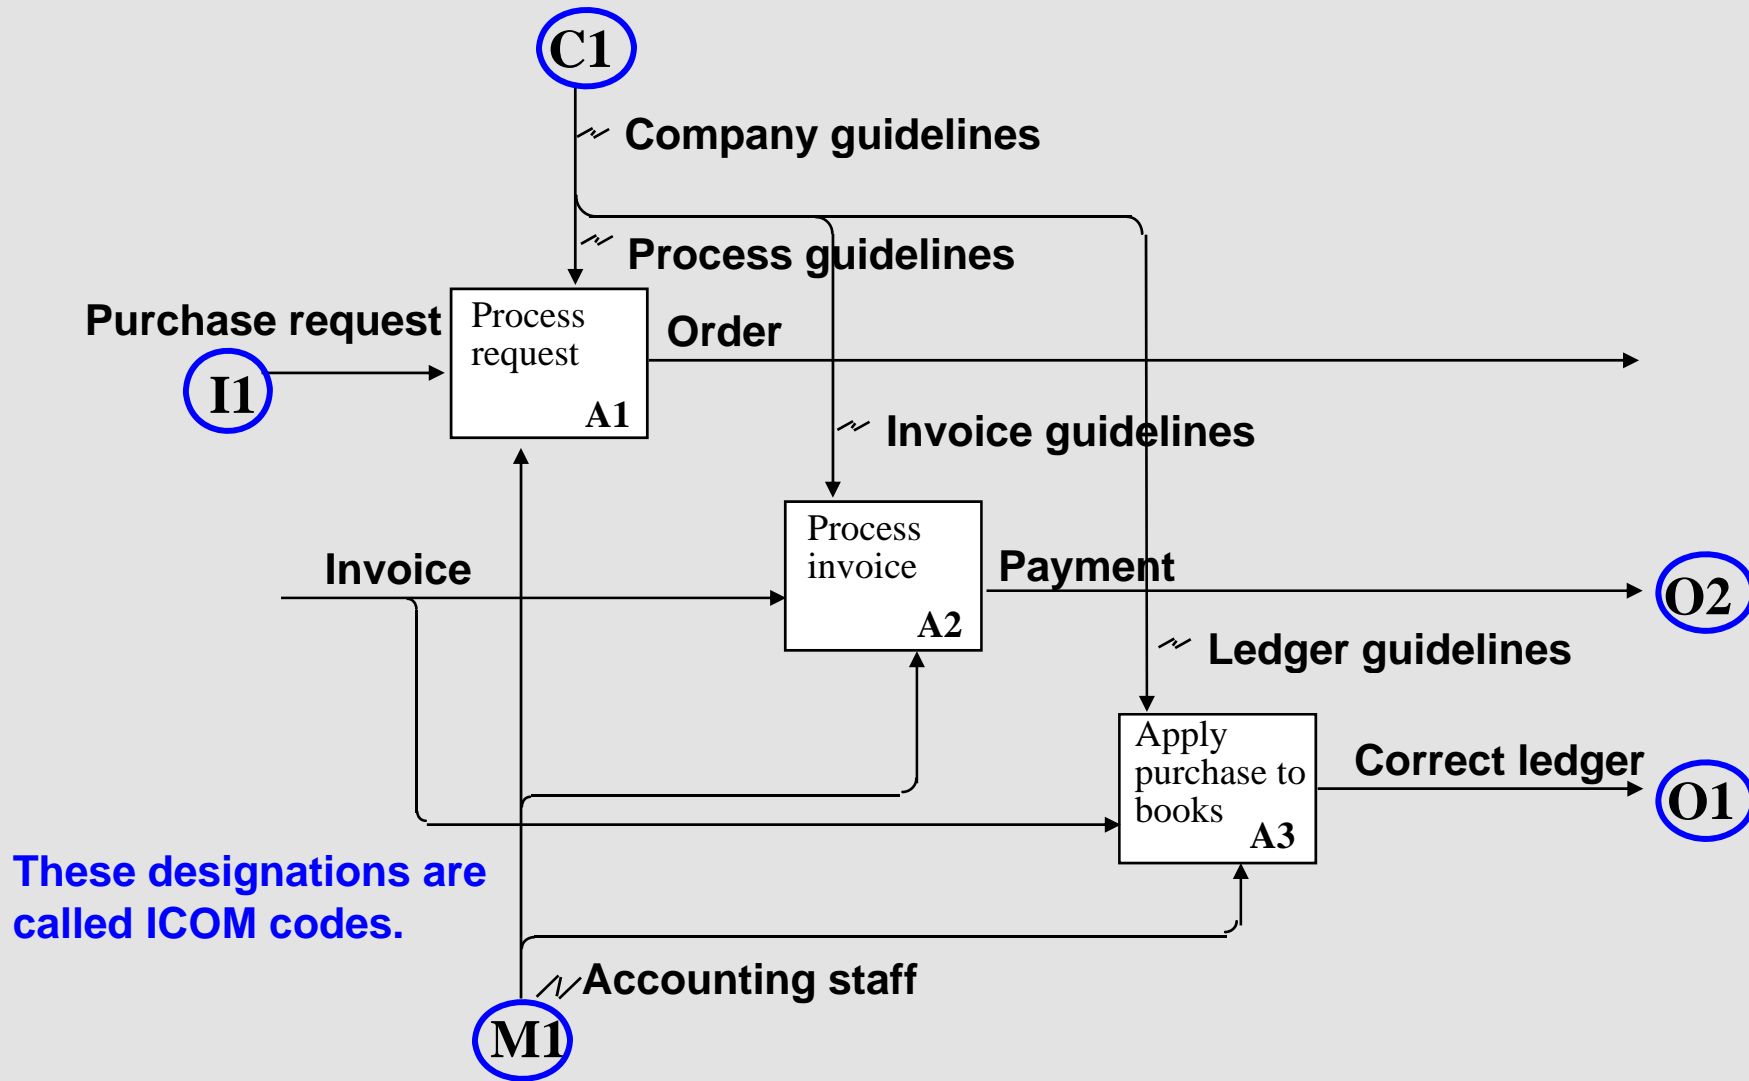 C1
Company guidelines
Process guidelines
Purchase request
Process
request
A1
Order
I1
Invoice guidelines
Process
invoice
A2
Invoice
Payment
O2
Ledger guidelines
Apply
purchase to
books
A3
Correct ledger
O1
These designations are
called ICOM codes.
Accounting staff
M1